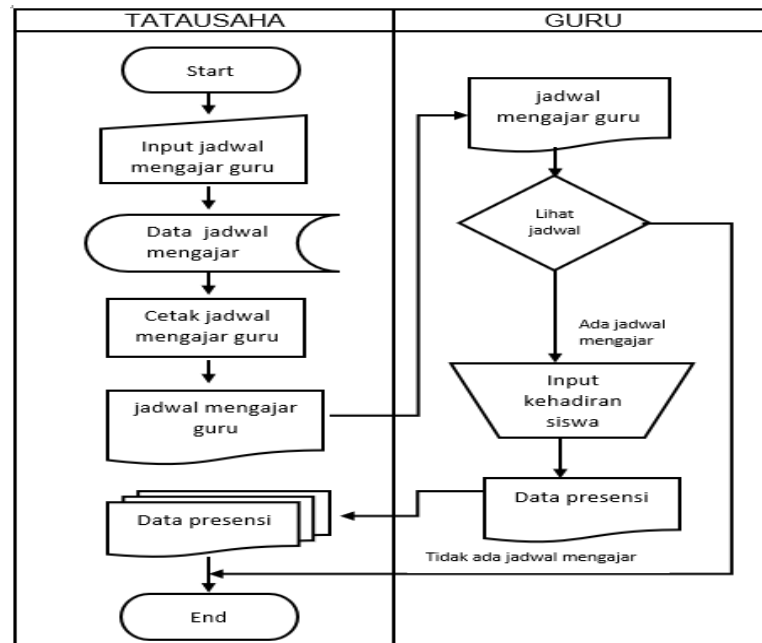 TATAUSAHA
GURU
Start
Input jadwal
mengajar guru
Data jadwal
mengajar
Cetak jadwal
mengajar guru
jadwal mengajar
guru
jadwal
mengajar guru
Lihat
jadwal
Ada jadwal
mengajar
Input
kehadiran
siswa
Data presensi
Data presensi
Tidak ada jadwal mengajar
End